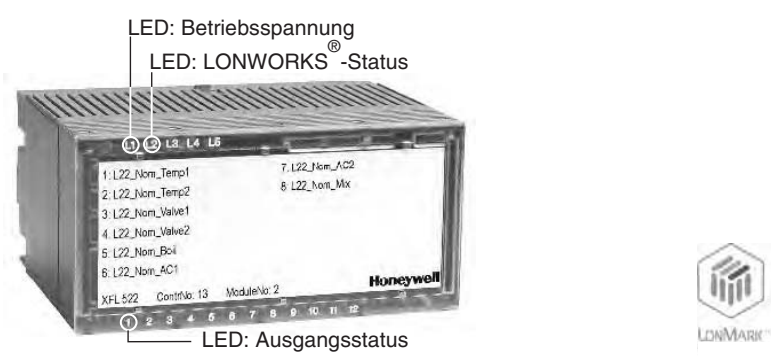 LED: Betriebsspannung
LED: LONWORKS®-Status
L1 L2 L3 L4 L5
1: L22_Nom_Temp1
2: L22_Nom_Temp2
3: L22_Nom_Valve1
4: L22_Nom_Valve2
5: L22_Nom_Boil
6: L22_Nom_AC1
7: L22_Nom_AC2
8: L22_Nom_Mix
XFL 522 ContrNo: 13 ModuleNo: 2
Honeywell
1 2 3 4 5 6 7 8 9 10 11 12
LED: Ausgangsstatus
LONMARK